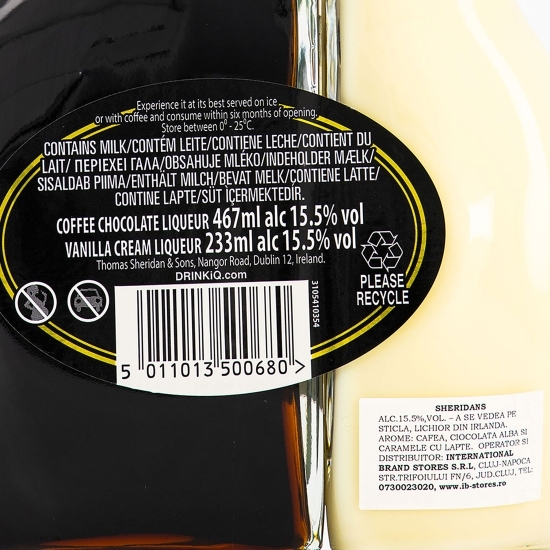 Experience it at its best served on ice
or with coffee and consume within six months of opening.
Store between 0° - 25°C.
CONTAINS MILK/CONTÉM LEITE/CONTIENE LECHE/CONTIENT DU
LAIT/ ΠΕΡΙΕΧΕΙ ΓΑΛΑ/OBSAHUJE MLÉKO/INDEHOLDER MÆLK/
SISALDAB PIIMA/ENTHÄLT MILCH/BEVAT MELK/CONTIENE LATTE/
CONTINE LAPTE/SÜT İÇERMEKTEDİR.
COFFEE CHOCOLATE LIQUEUR 467ml alc 15.5% vol
VANILLA CREAM LIQUEUR 233ml alc 15.5% vol
Thomas Sheridan & Sons, Nangor Road, Dublin 12, Ireland.
DRINKiQ.com
PLEASE
RECYCLE
3105410354
5 011013 500680 >
SHERIDANS
ALC.15.5%,VOL. – A SE VEDEA PE
STICLA, LICHIOR DIN IRLANDA.
AROME: CAFEA, CIOCOLATA ALBA SI
CARAMELE CU LAPTE. OPERATOR SI
DISTRIBUITOR: INTERNATIONAL
BRAND STORES S.R.L, CLUJ-NAPOCA
STR.TRIFOIULUI FN/6, JUD.CLUJ, TEL:
0730023020, www.ib-stores.ro